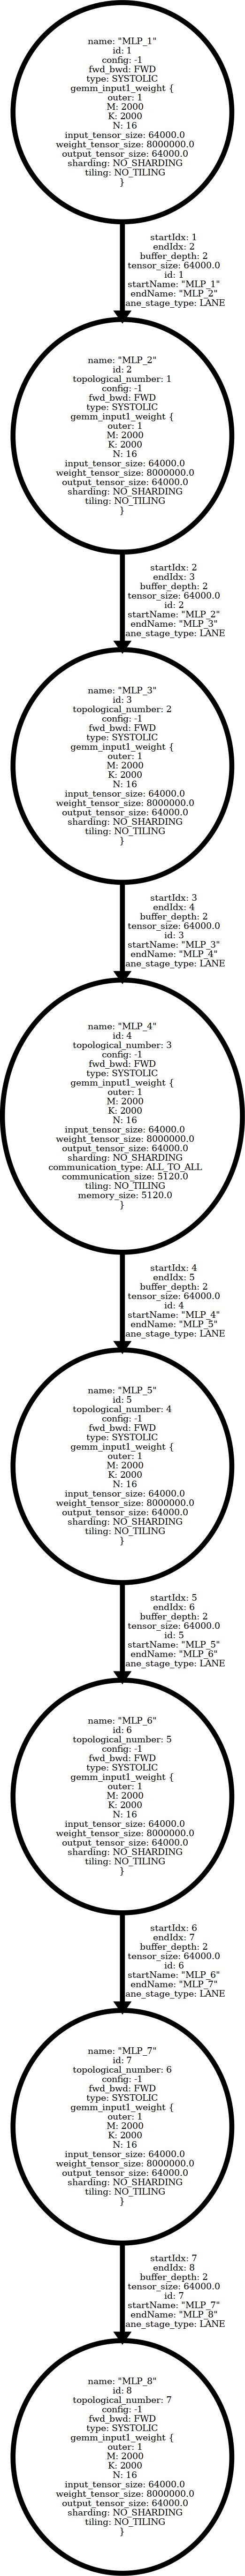 name: "MLP_1"
id: 1
config: -1
fwd_bwd: FWD
type: SYSTOLIC
gemm_input1_weight {
outer: 1
M: 2000
K: 2000
N: 16
input_tensor_size: 64000.0
weight_tensor_size: 8000000.0
output_tensor_size: 64000.0
sharding: NO_SHARDING
tiling: NO_TILING
}
startIdx: 1
endIdx: 2
buffer_depth: 2
tensor_size: 64000.0
id: 1
startName: "MLP_1"
endName: "MLP_2"
lane_stage_type: LANE
name: "MLP_2"
id: 2
topological_number: 1
config: -1
fwd_bwd: FWD
type: SYSTOLIC
gemm_input1_weight {
outer: 1
M: 2000
K: 2000
N: 16
input_tensor_size: 64000.0
weight_tensor_size: 8000000.0
output_tensor_size: 64000.0
sharding: NO_SHARDING
tiling: NO_TILING
}
startIdx: 2
endIdx: 3
buffer_depth: 2
tensor_size: 64000.0
id: 2
startName: "MLP_2"
endName: "MLP_3"
lane_stage_type: LANE
name: "MLP_3"
id: 3
topological_number: 2
config: -1
fwd_bwd: FWD
type: SYSTOLIC
gemm_input1_weight {
outer: 1
M: 2000
K: 2000
N: 16
input_tensor_size: 64000.0
weight_tensor_size: 8000000.0
output_tensor_size: 64000.0
sharding: NO_SHARDING
tiling: NO_TILING
}
startIdx: 3
endIdx: 4
buffer_depth: 2
tensor_size: 64000.0
id: 3
startName: "MLP_3"
endName: "MLP_4"
lane_stage_type: LANE
name: "MLP_4"
id: 4
topological_number: 3
config: -1
fwd_bwd: FWD
type: SYSTOLIC
gemm_input1_weight {
outer: 1
M: 2000
K: 2000
N: 16
input_tensor_size: 64000.0
weight_tensor_size: 8000000.0
output_tensor_size: 64000.0
sharding: NO_SHARDING
communication_type: ALL_TO_ALL
communication_size: 5120.0
tiling: NO_TILING
memory_size: 5120.0
}
startIdx: 4
endIdx: 5
buffer_depth: 2
tensor_size: 64000.0
id: 4
startName: "MLP_4"
endName: "MLP_5"
lane_stage_type: LANE
name: "MLP_5"
id: 5
topological_number: 4
config: -1
fwd_bwd: FWD
type: SYSTOLIC
gemm_input1_weight {
outer: 1
M: 2000
K: 2000
N: 16
input_tensor_size: 64000.0
weight_tensor_size: 8000000.0
output_tensor_size: 64000.0
sharding: NO_SHARDING
tiling: NO_TILING
}
startIdx: 5
endIdx: 6
buffer_depth: 2
tensor_size: 64000.0
id: 5
startName: "MLP_5"
endName: "MLP_6"
lane_stage_type: LANE
name: "MLP_6"
id: 6
topological_number: 5
config: -1
fwd_bwd: FWD
type: SYSTOLIC
gemm_input1_weight {
outer: 1
M: 2000
K: 2000
N: 16
input_tensor_size: 64000.0
weight_tensor_size: 8000000.0
output_tensor_size: 64000.0
sharding: NO_SHARDING
tiling: NO_TILING
}
startIdx: 6
endIdx: 7
buffer_depth: 2
tensor_size: 64000.0
id: 6
startName: "MLP_6"
endName: "MLP_7"
lane_stage_type: LANE
name: "MLP_7"
id: 7
topological_number: 6
config: -1
fwd_bwd: FWD
type: SYSTOLIC
gemm_input1_weight {
outer: 1
M: 2000
K: 2000
N: 16
input_tensor_size: 64000.0
weight_tensor_size: 8000000.0
output_tensor_size: 64000.0
sharding: NO_SHARDING
tiling: NO_TILING
}
startIdx: 7
endIdx: 8
buffer_depth: 2
tensor_size: 64000.0
id: 7
startName: "MLP_7"
endName: "MLP_8"
lane_stage_type: LANE
name: "MLP_8"
id: 8
topological_number: 7
config: -1
fwd_bwd: FWD
type: SYSTOLIC
gemm_input1_weight {
outer: 1
M: 2000
K: 2000
N: 16
input_tensor_size: 64000.0
weight_tensor_size: 8000000.0
output_tensor_size: 64000.0
sharding: NO_SHARDING
tiling: NO_TILING
}